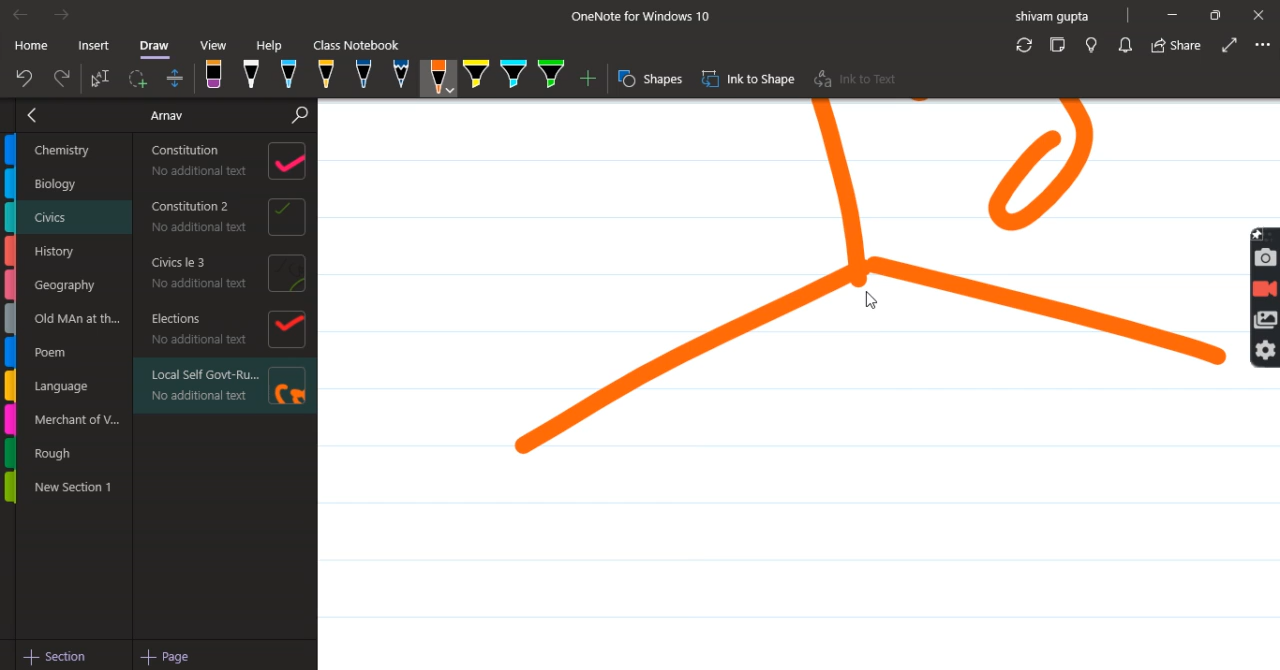 OneNote for Windows 10
shivam gupta
Home Insert Draw View Help Class Notebook
Share
Shapes Ink to Shape Ink to Text
Arnav
Chemistry
Biology
Civics
History
Geography
Old MAn at th...
Poem
Language
Merchant of V...
Rough
New Section 1
Constitution
No additional text
Constitution 2
No additional text
Civics le 3
No additional text
Elections
No additional text
Local Self Govt-Ru...
No additional text
Section
Page